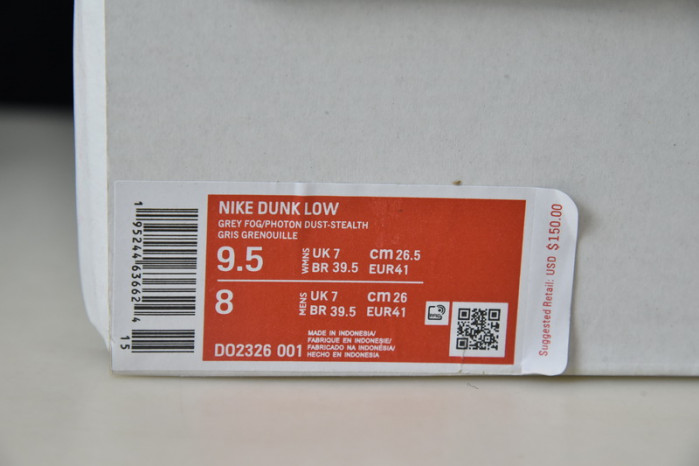 NIKE DUNK LOW
GREY FOG/PHOTON DUST-STEALTH
GRIS GRENOUILLE
9.5 WMNS UK 7 cm 26.5
BR 39.5 EUR41
8 MENS UK 7 cm 26
BR 39.5 EUR41
MADE IN INDONESIA/
FABRIQUE EN INDONESIE/
FABRICADO NA INDONÉSIA/
HECHO EN INDONESIA
DO2326 001
1 95244 63662 4
15
Suggested Retail: USD $150.00